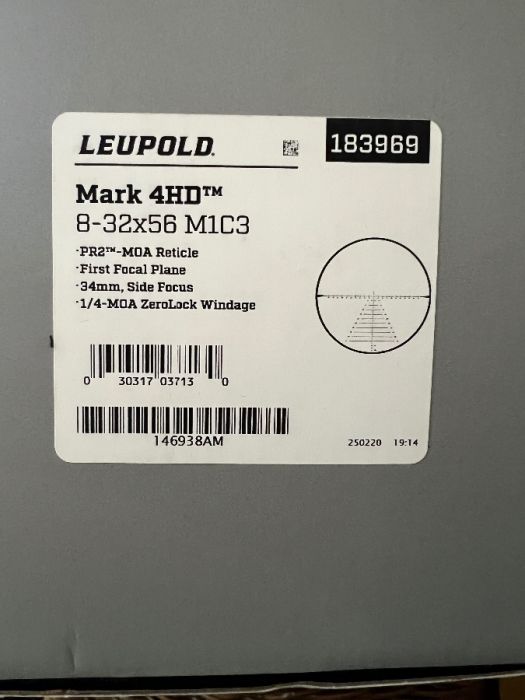 LEUPOLD.
183969
Mark 4HD™
8-32x56 M1C3
·PR2™-MOA Reticle
·First Focal Plane
·34mm, Side Focus
·1/4-MOA ZeroLock Windage
0 30317 03713 0
146938AM
250220 19:14